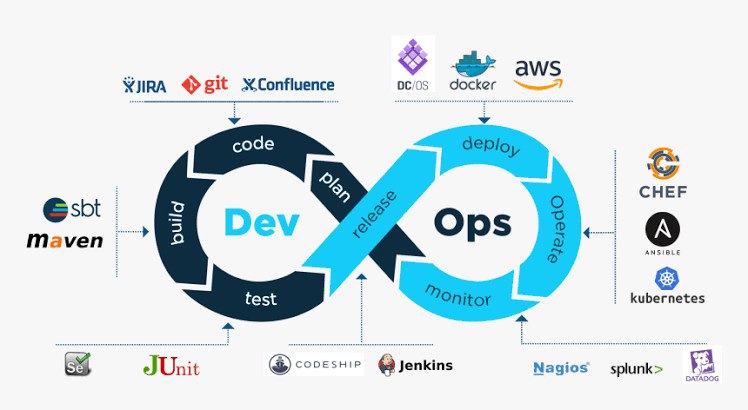 JIRA git Confluence
DC/OS docker aws
code
plan
build
test
Dev
release
Ops
deploy
Operate
monitor
sbt
maven
CHEF
ANSIBLE
kubernetes
Se JUnit
CODESHIP Jenkins
Nagios® splunk>
DATADOG